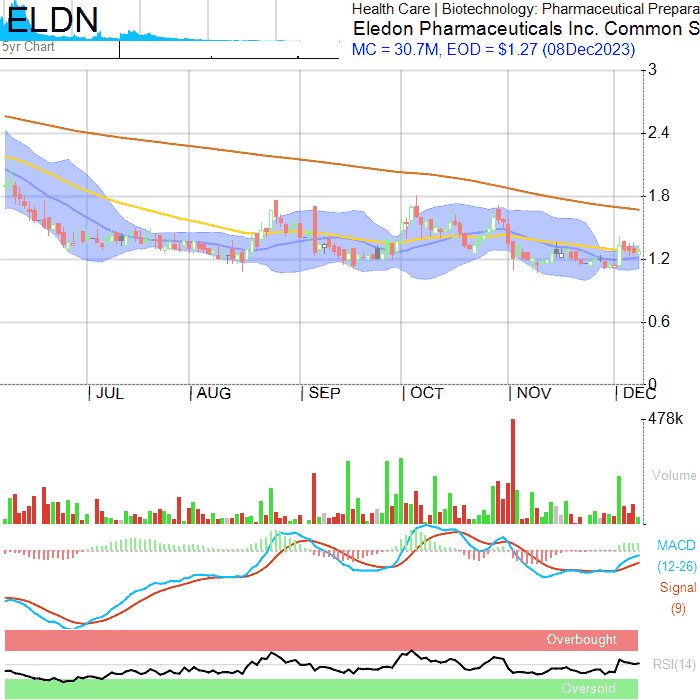 ELDN
5yr Chart
Health Care | Biotechnology: Pharmaceutical Prepara
Eledon Pharmaceuticals Inc. Common S
MC = 30.7M, EOD = $1.27 (08Dec2023)
3
2.4
1.8
1.2
0.6
0
JUL AUG SEP OCT NOV DEC
478k
Volume
MACD
(12-26)
Signal
(9)
Overbought
RSI(14)
Oversold